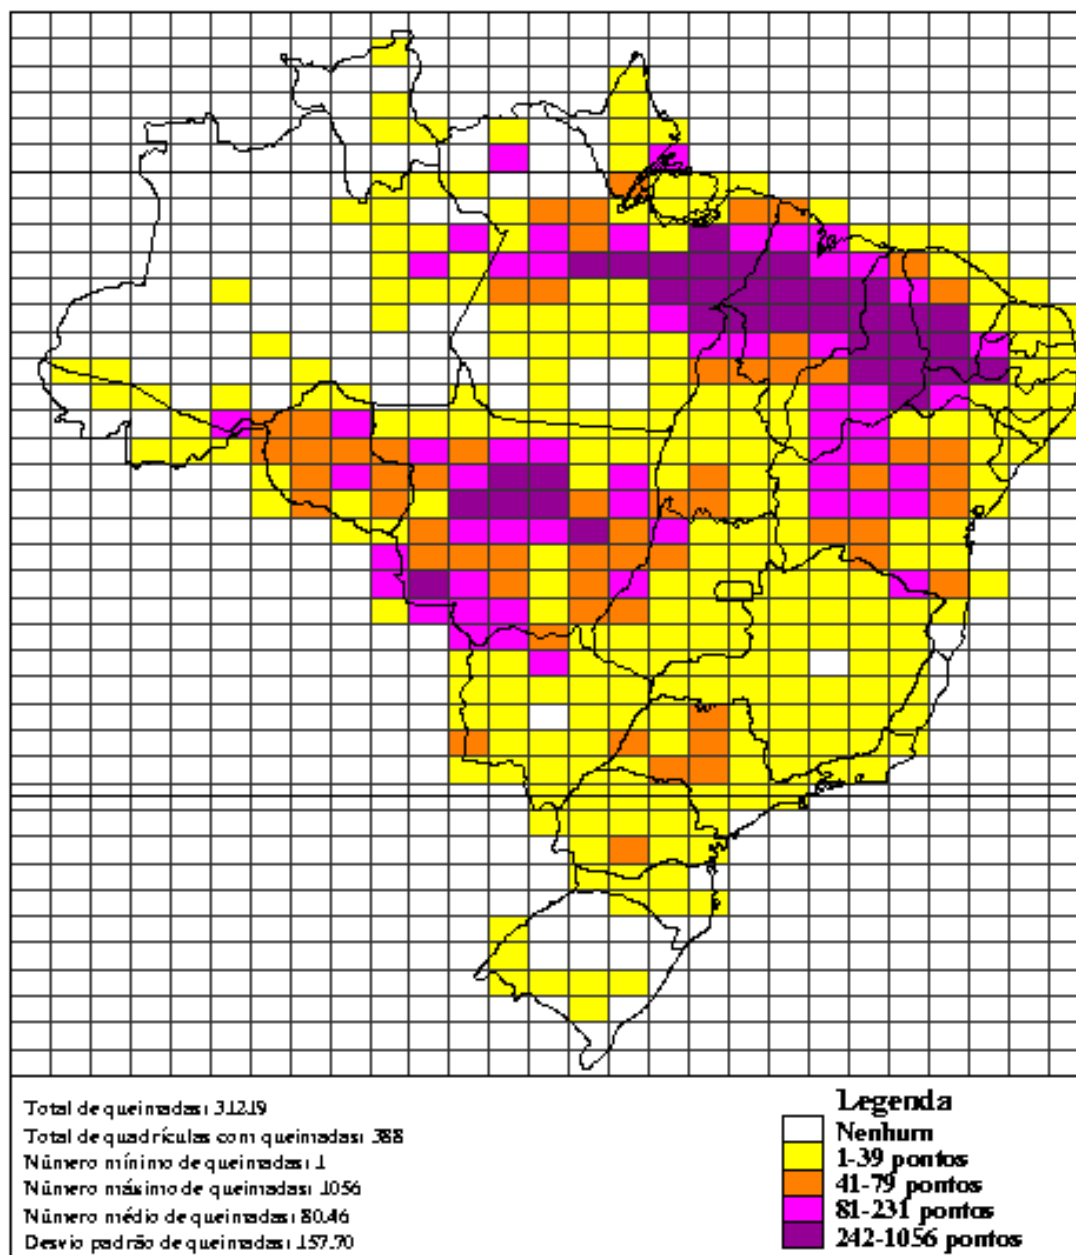 Total de queimadas: 31219
Total de quadrículas com queimadas: 388
Número mínimo de queimadas: 1
Número máximo de queimadas: 1056
Número médio de queimadas: 80.46
Desvio padrão de queimadas: 157.70
Legenda
Nenhum
1-39 pontos
41-79 pontos
81-231 pontos
242-1056 pontos